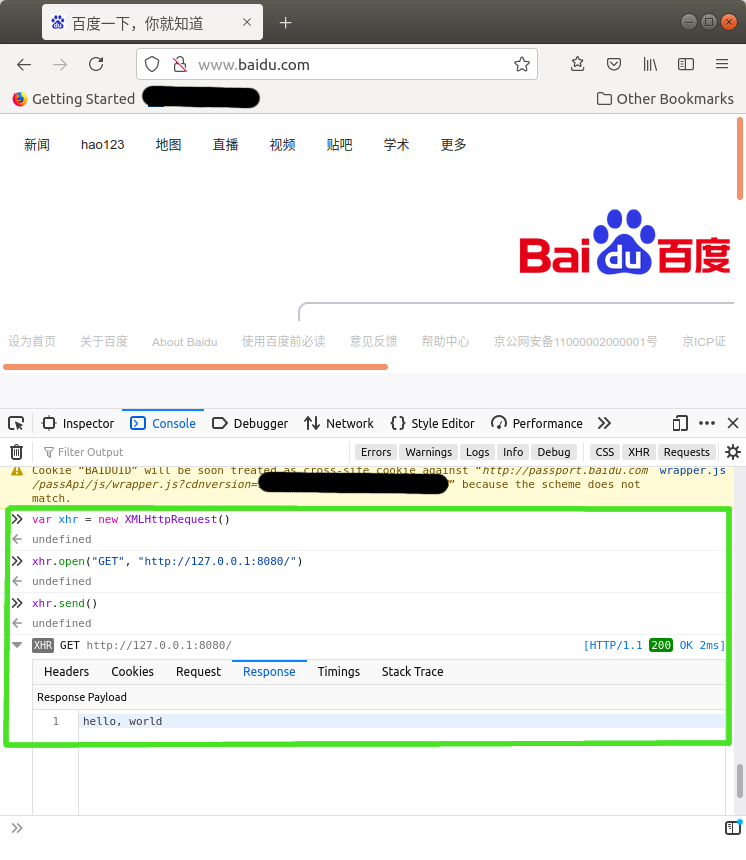 百度一下，你就知道
www.baidu.com
Getting Started
Other Bookmarks
新闻 hao123 地图 直播 视频 贴吧 学术 更多
Bai du 百度
设为首页 关于百度 About Baidu 使用百度前必读 意见反馈 帮助中心 京公网安备11000002000001号 京ICP证
Inspector Console Debugger Network Style Editor Performance
Filter Output Errors Warnings Logs Info Debug CSS XHR Requests
Cookie “BAIDUID” will be soon treated as cross-site cookie against “http://passport.baidu.com wrapper.js
/passApi/js/wrapper.js?cdnversion= ” because the scheme does not
match.
var xhr = new XMLHttpRequest()
undefined
xhr.open("GET", "http://127.0.0.1:8080/")
undefined
xhr.send()
undefined
XHR GET http://127.0.0.1:8080/ [HTTP/1.1 200 OK 2ms]
Headers Cookies Request Response Timings Stack Trace
Response Payload
1 hello, world